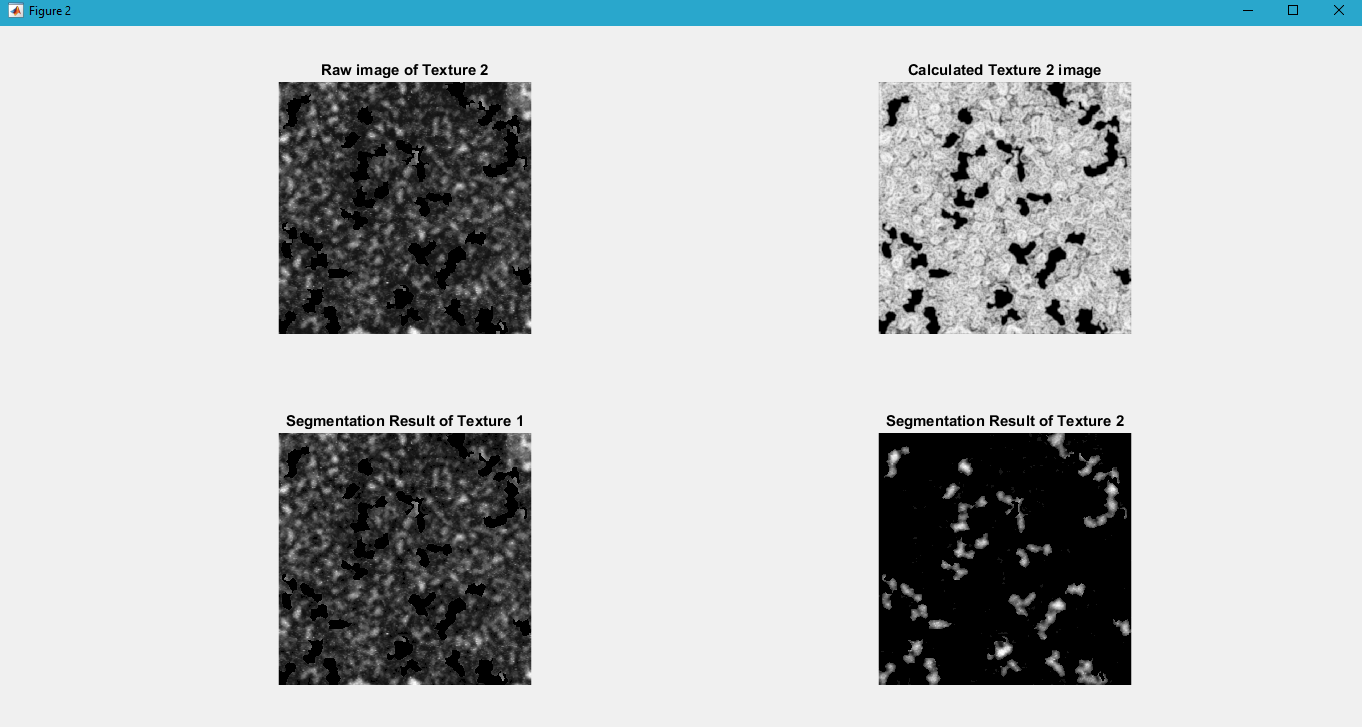 Figure 2
Raw image of Texture 2
Calculated Texture 2 image
Segmentation Result of Texture 1
Segmentation Result of Texture 2